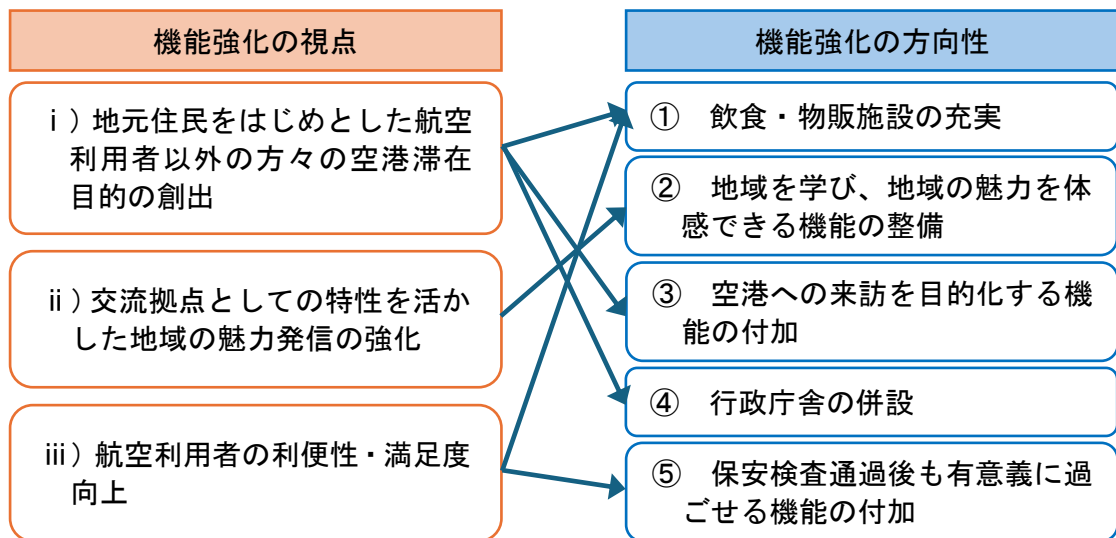 機能強化の視点
ⅰ）地元住民をはじめとした航空
利用者以外の方々の空港滞在
目的の創出
ⅱ）交流拠点としての特性を活か
した地域の魅力発信の強化
ⅲ）航空利用者の利便性・満足度
向上
機能強化の方向性
①　飲食・物販施設の充実
②　地域を学び、地域の魅力を体
感できる機能の整備
③　空港への来訪を目的化する機
能の付加
④　行政庁舎の併設
⑤　保安検査通過後も有意義に過
ごせる機能の付加